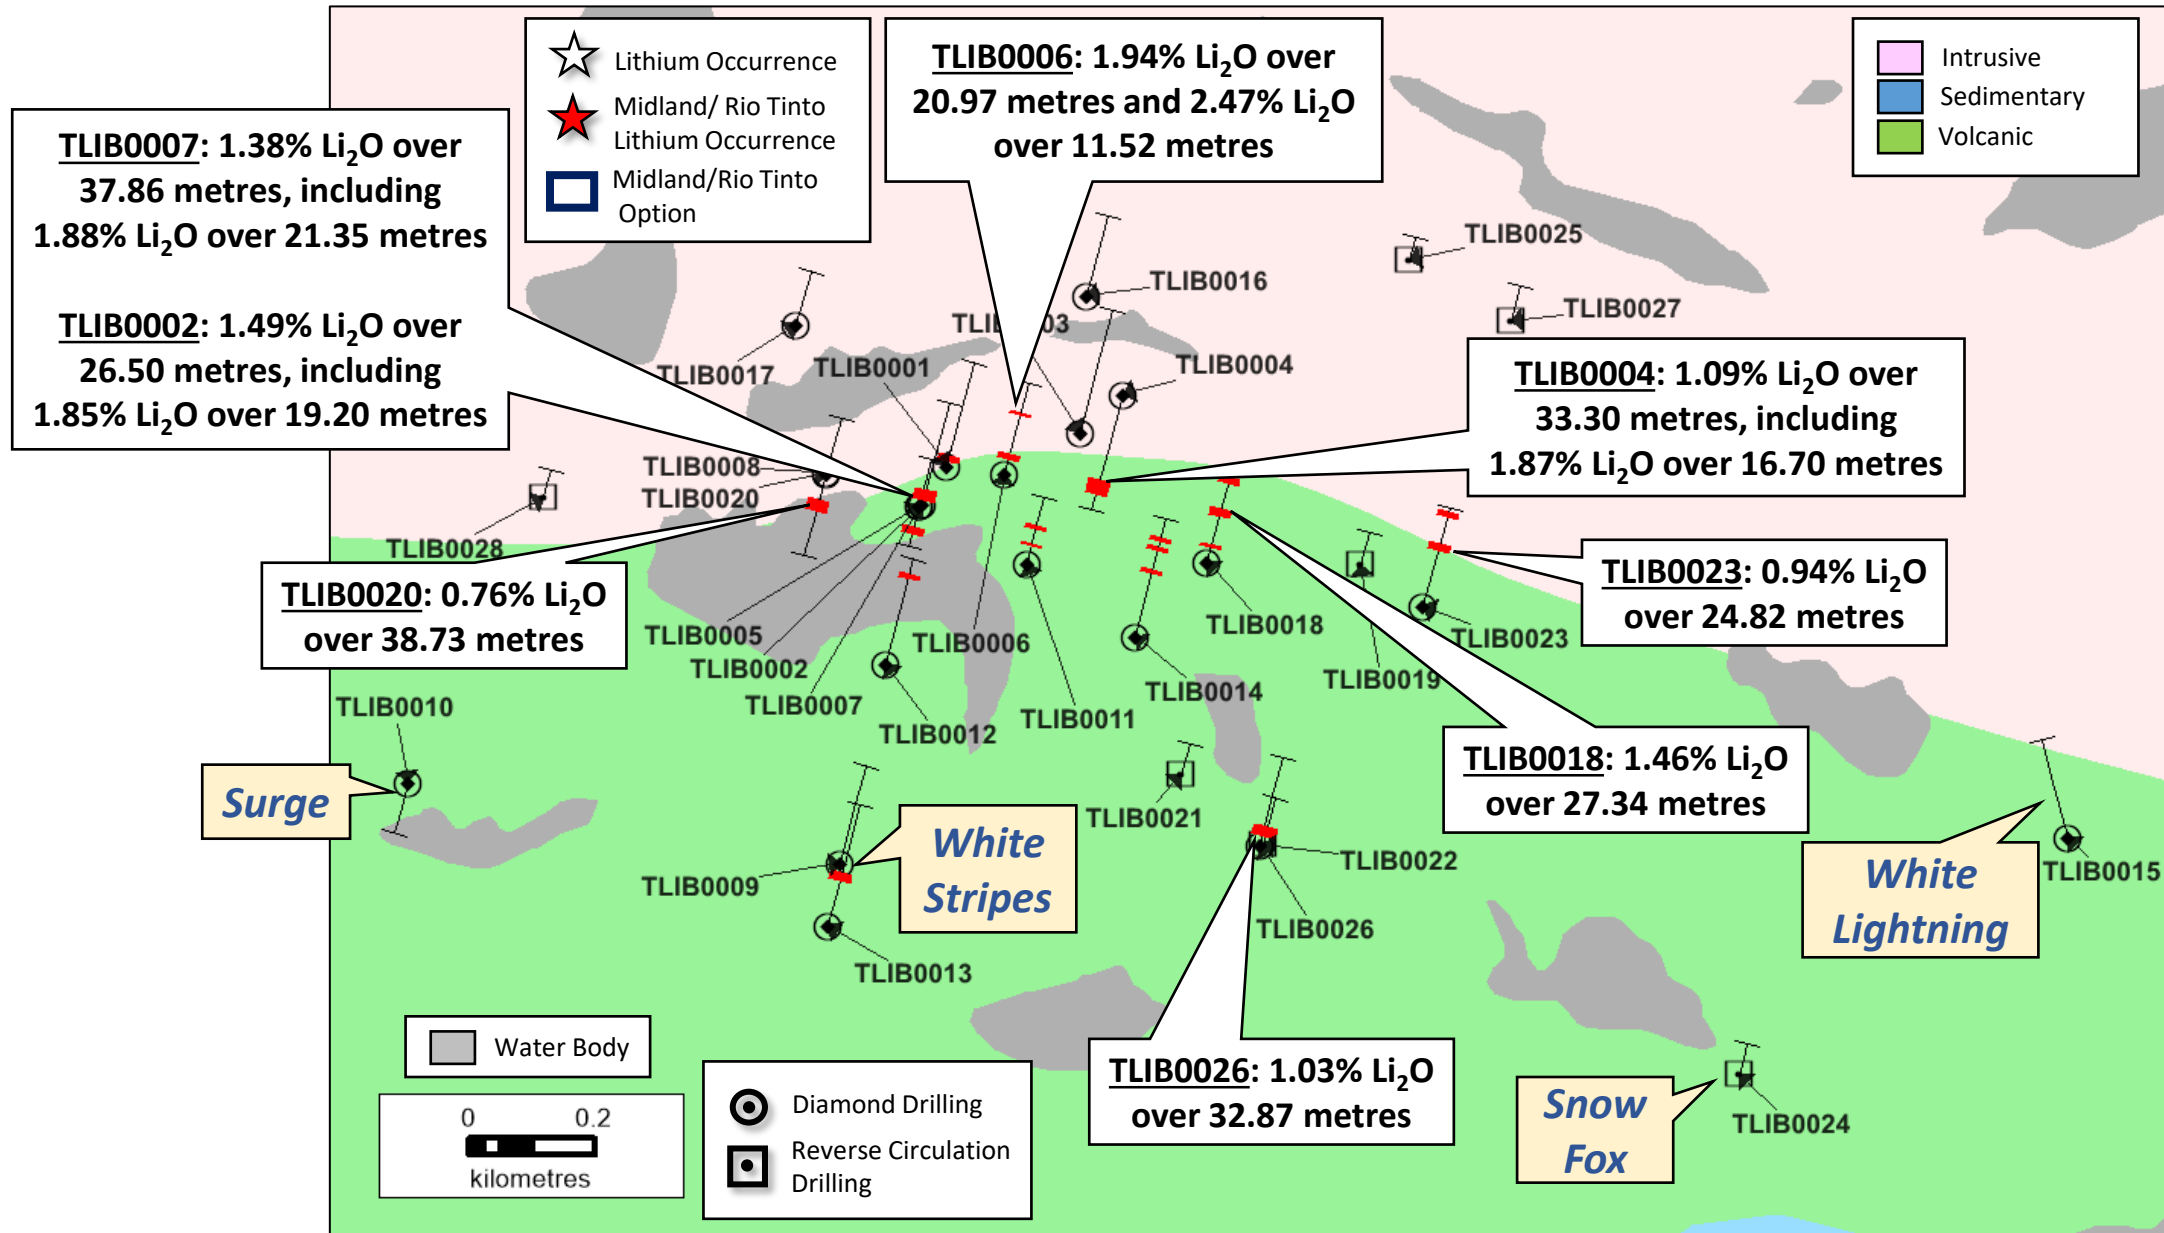 Lithium Occurrence
Midland/ Rio Tinto
Lithium Occurrence
Midland/Rio Tinto
Option
TLIB0006: 1.94% Li₂O over
20.97 metres and 2.47% Li₂O
over 11.52 metres
Intrusive
Sedimentary
Volcanic
TLIB0007: 1.38% Li₂O over
37.86 metres, including
1.88% Li₂O over 21.35 metres
TLIB0002: 1.49% Li₂O over
26.50 metres, including
1.85% Li₂O over 19.20 metres
TLIB0025
TLIB0016
TLIB0027
TLIB0004
TLIB0017
TLIB0001
TLIB0004: 1.09% Li₂O over
33.30 metres, including
1.87% Li₂O over 16.70 metres
TLIB0008
TLIB0020
TLIB0028
TLIB0020: 0.76% Li₂O
over 38.73 metres
TLIB0023: 0.94% Li₂O
over 24.82 metres
TLIB0005
TLIB0006
TLIB0018
TLIB0023
TLIB0002
TLIB0019
TLIB0014
TLIB0007
TLIB0011
TLIB0012
TLIB0010
Surge
TLIB0018: 1.46% Li₂O
over 27.34 metres
TLIB0021
White
Stripes
TLIB0009
TLIB0022
TLIB0026
TLIB0013
White
Lightning
TLIB0015
Water Body
0 0.2
kilometres
Diamond Drilling
Reverse Circulation
Drilling
TLIB0026: 1.03% Li₂O
over 32.87 metres
Snow
Fox
TLIB0024